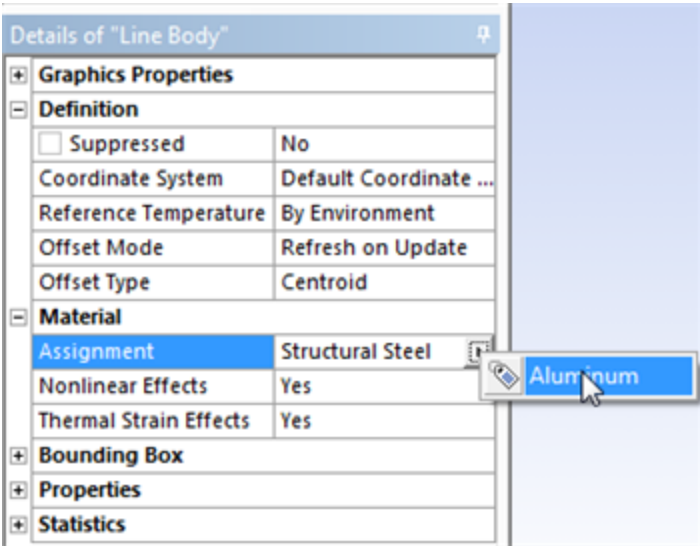 Details of "Line Body"
Graphics Properties
Definition
Suppressed No
Coordinate System Default Coordinate ...
Reference Temperature By Environment
Offset Mode Refresh on Update
Offset Type Centroid
Material
Assignment Structural Steel
Aluminum
Nonlinear Effects Yes
Thermal Strain Effects Yes
Bounding Box
Properties
Statistics